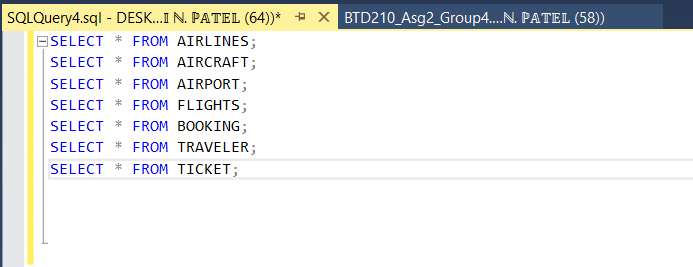 SQLQuery4.sql - DESK...𝕀 ℕ. ℙ𝔸𝕋𝔼𝕃 (64))* BTD210_Asg2_Group4....ℕ. ℙ𝔸𝕋𝔼𝕃 (58))
SELECT * FROM AIRLINES;
SELECT * FROM AIRCRAFT;
SELECT * FROM AIRPORT;
SELECT * FROM FLIGHTS;
SELECT * FROM BOOKING;
SELECT * FROM TRAVELER;
SELECT * FROM TICKET;